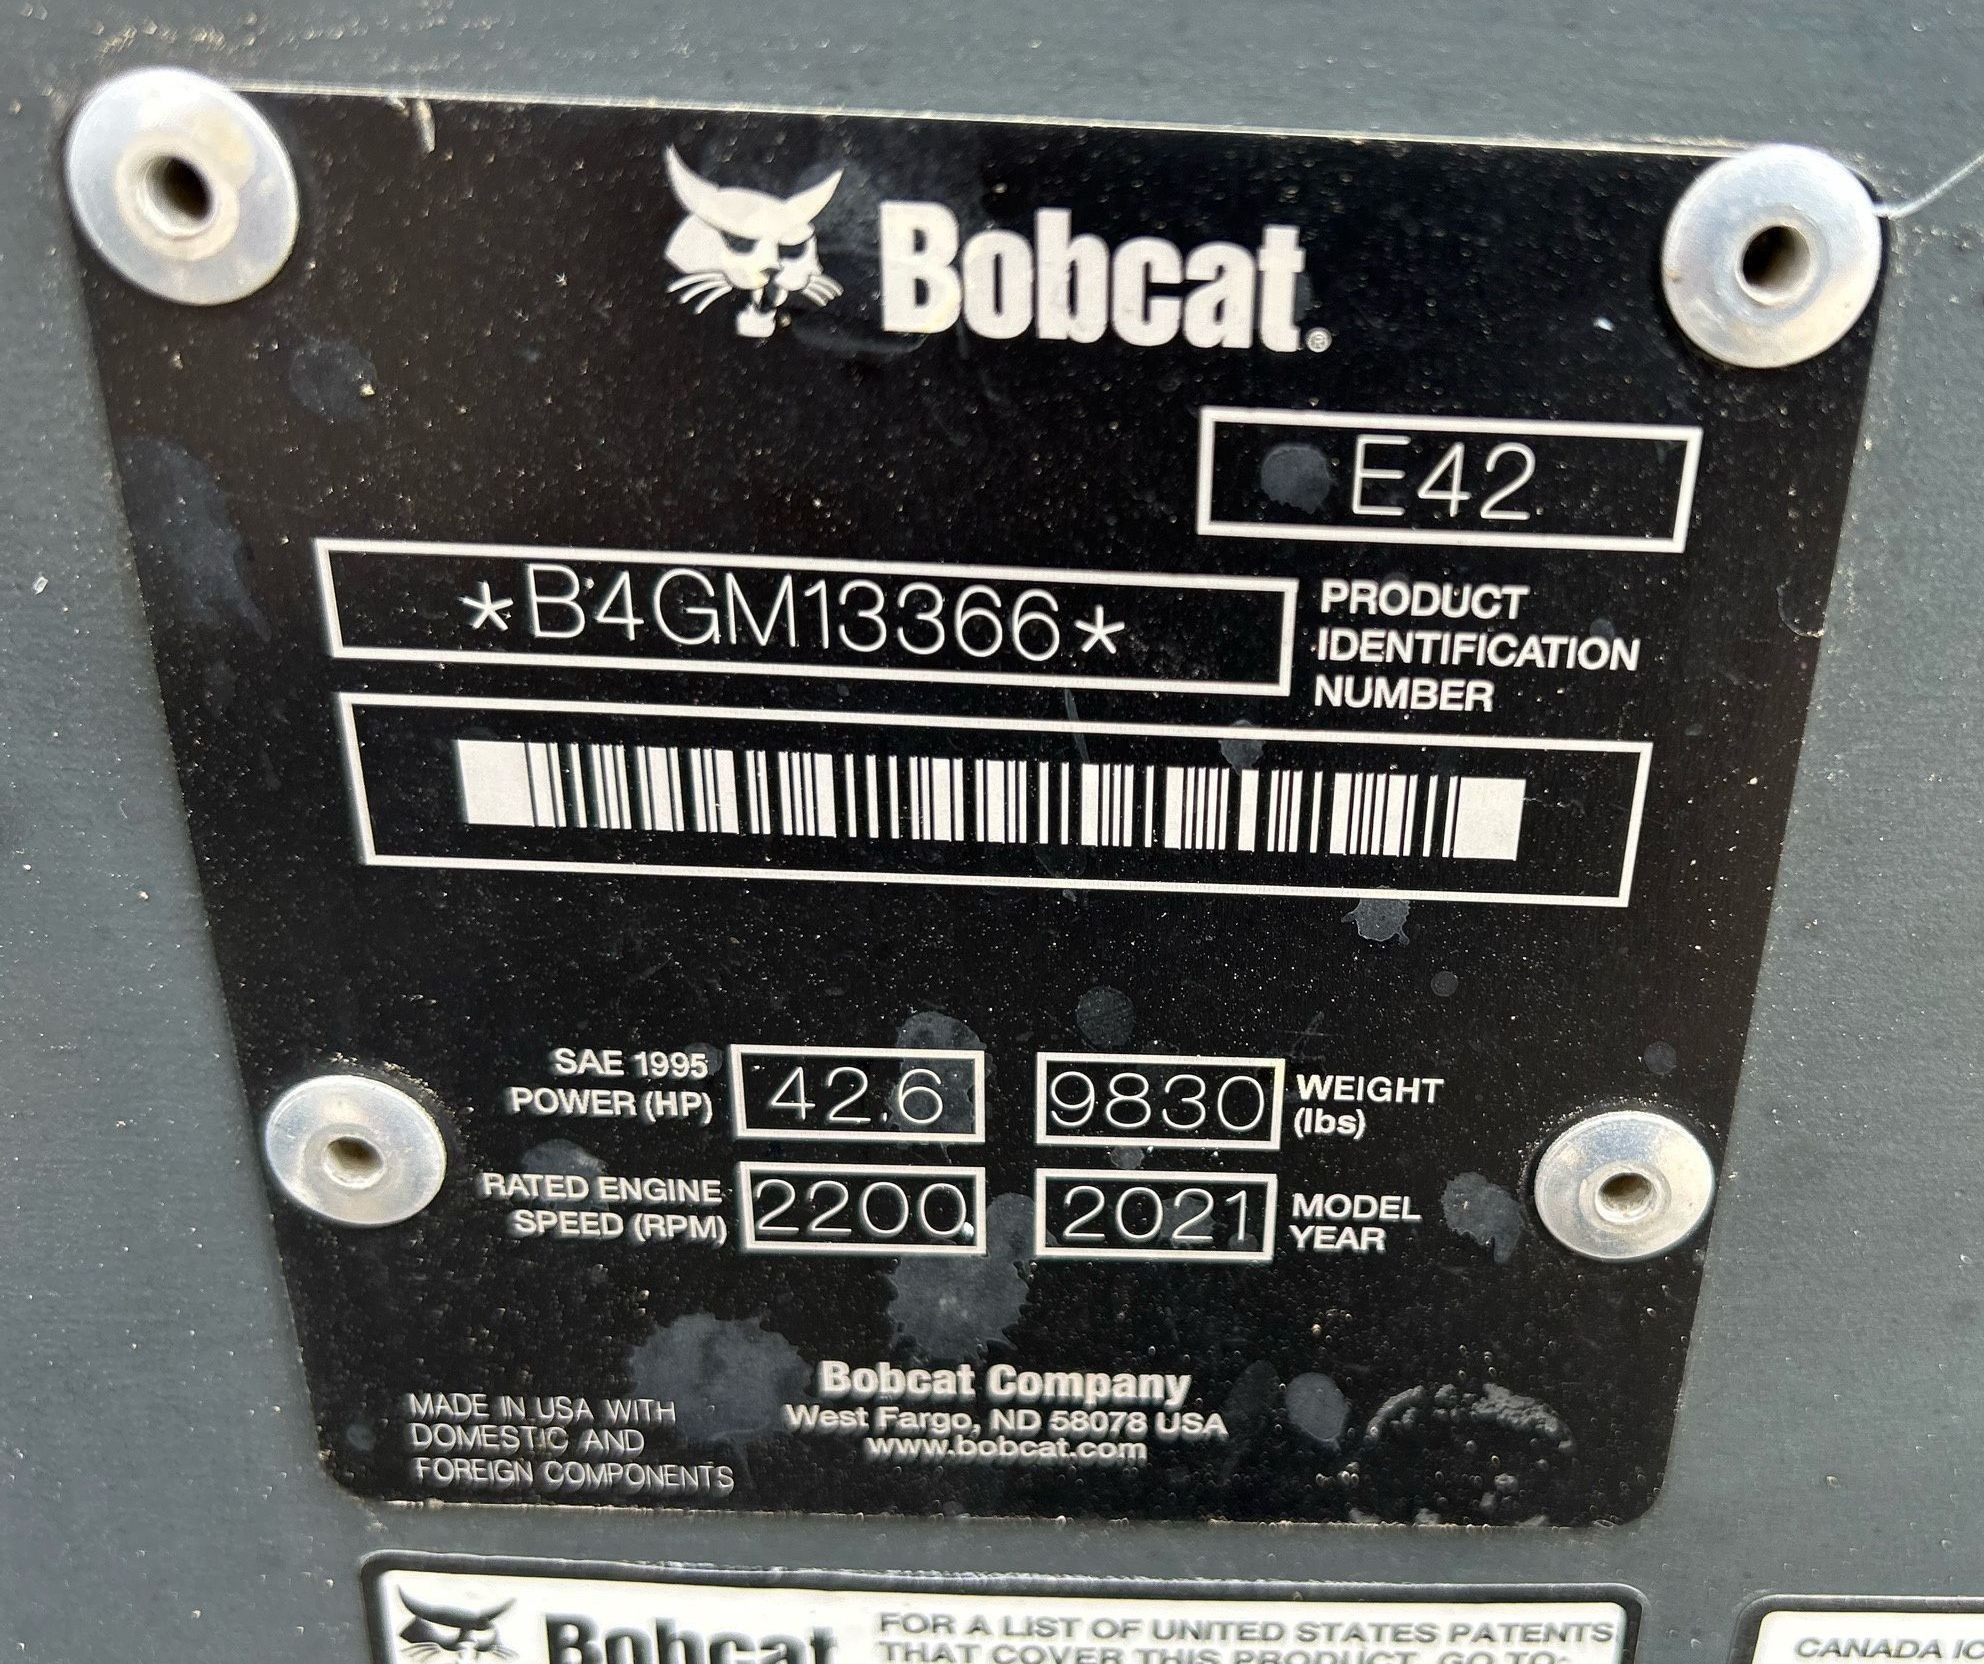 Bobcat®
E42
*B4GM13366*
PRODUCT
IDENTIFICATION
NUMBER
SAE 1995
POWER (HP)
42.6
9830
WEIGHT
(lbs)
RATED ENGINE
SPEED (RPM)
2200
2021
MODEL
YEAR
Bobcat Company
West Fargo, ND 58078 USA
www.bobcat.com
MADE IN USA WITH
DOMESTIC AND
FOREIGN COMPONENTS
Bobcat
FOR A LIST OF UNITED STATES PATENTS
THAT COVER THIS PRODUCT, GO TO:
CANADA IC